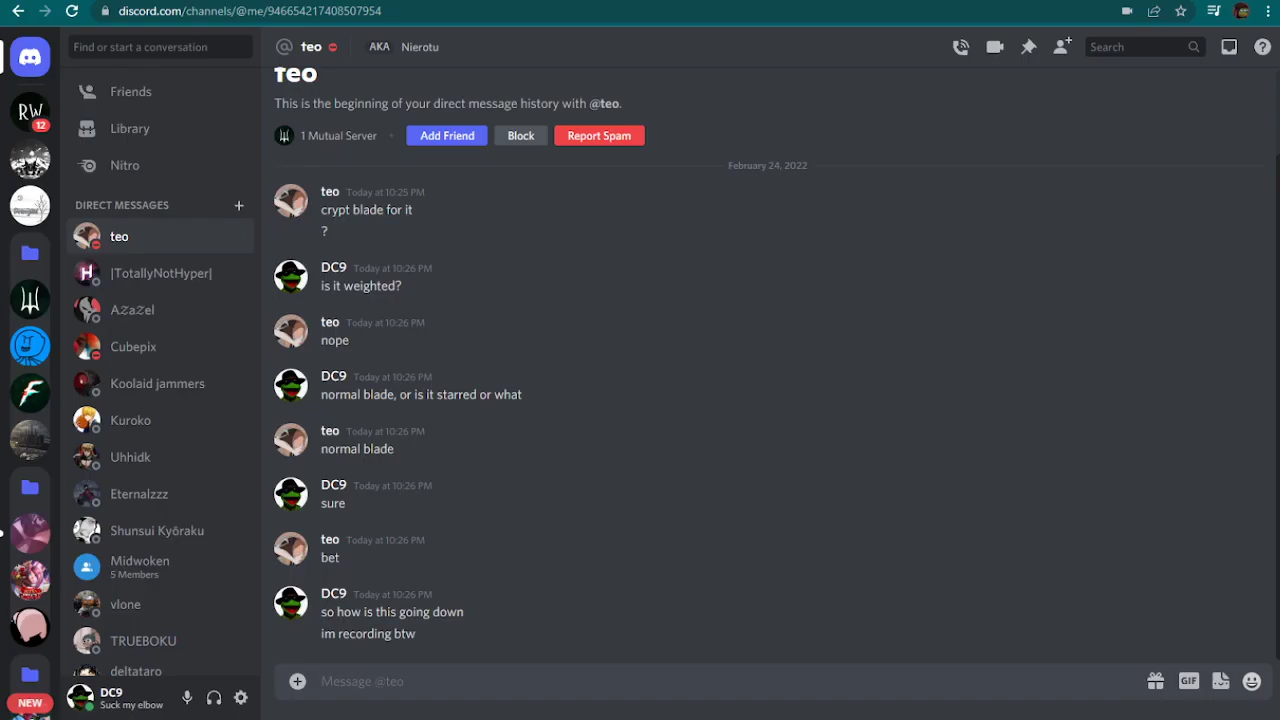 discord.com/channels/@me/946654217408507954
Find or start a conversation
Friends
Library
Nitro
DIRECT MESSAGES
teo
|TotallyNotHyper|
AZaZel
Cubepix
Koolaid jammers
Kuroko
Uhhidk
Eternalzzz
Shunsui Kyōraku
Midwoken
5 Members
vlone
TRUEBOKU
deltataro
DC9
Suck my elbow
RW
12
NEW
@ teo AKA Nierotu
Search
teo
This is the beginning of your direct message history with @teo.
1 Mutual Server
Add Friend
Block
Report Spam
February 24, 2022
teo Today at 10:25 PM
crypt blade for it
?
DC9 Today at 10:26 PM
is it weighted?
teo Today at 10:26 PM
nope
DC9 Today at 10:26 PM
normal blade, or is it starred or what
teo Today at 10:26 PM
normal blade
DC9 Today at 10:26 PM
sure
teo Today at 10:26 PM
bet
DC9 Today at 10:26 PM
so how is this going down
im recording btw
Message @teo
GIF